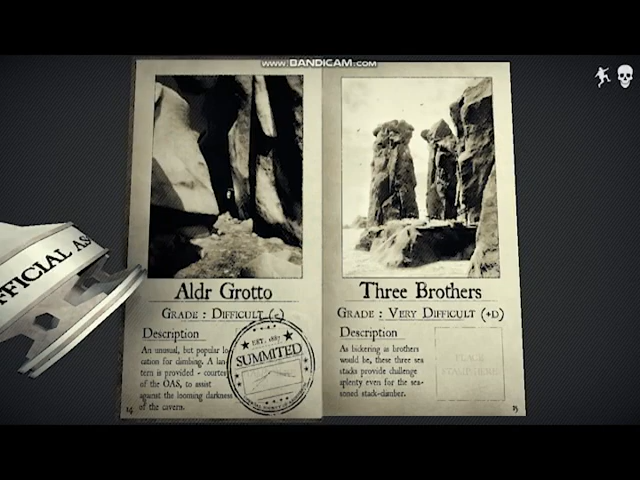 WWW.BANDICAM.COM
FFICIAL AS
Aldr Grotto
GRADE : DIFFICULT
Description
An unusual, but popular lo
cation for climbing. A lan
tern is provided - courtes
of the OAS, to assist
against the looming darkness
of the cavern.
14
EST. 1887
SUMMITED
Three Brothers
GRADE : VERY DIFFICULT (+D)
Description
As bickering as brothers
would be, these three sea
stacks provide challenge
aplenty even for the sea-
soned stack-climber.
PLACE
STAMP HERE
15